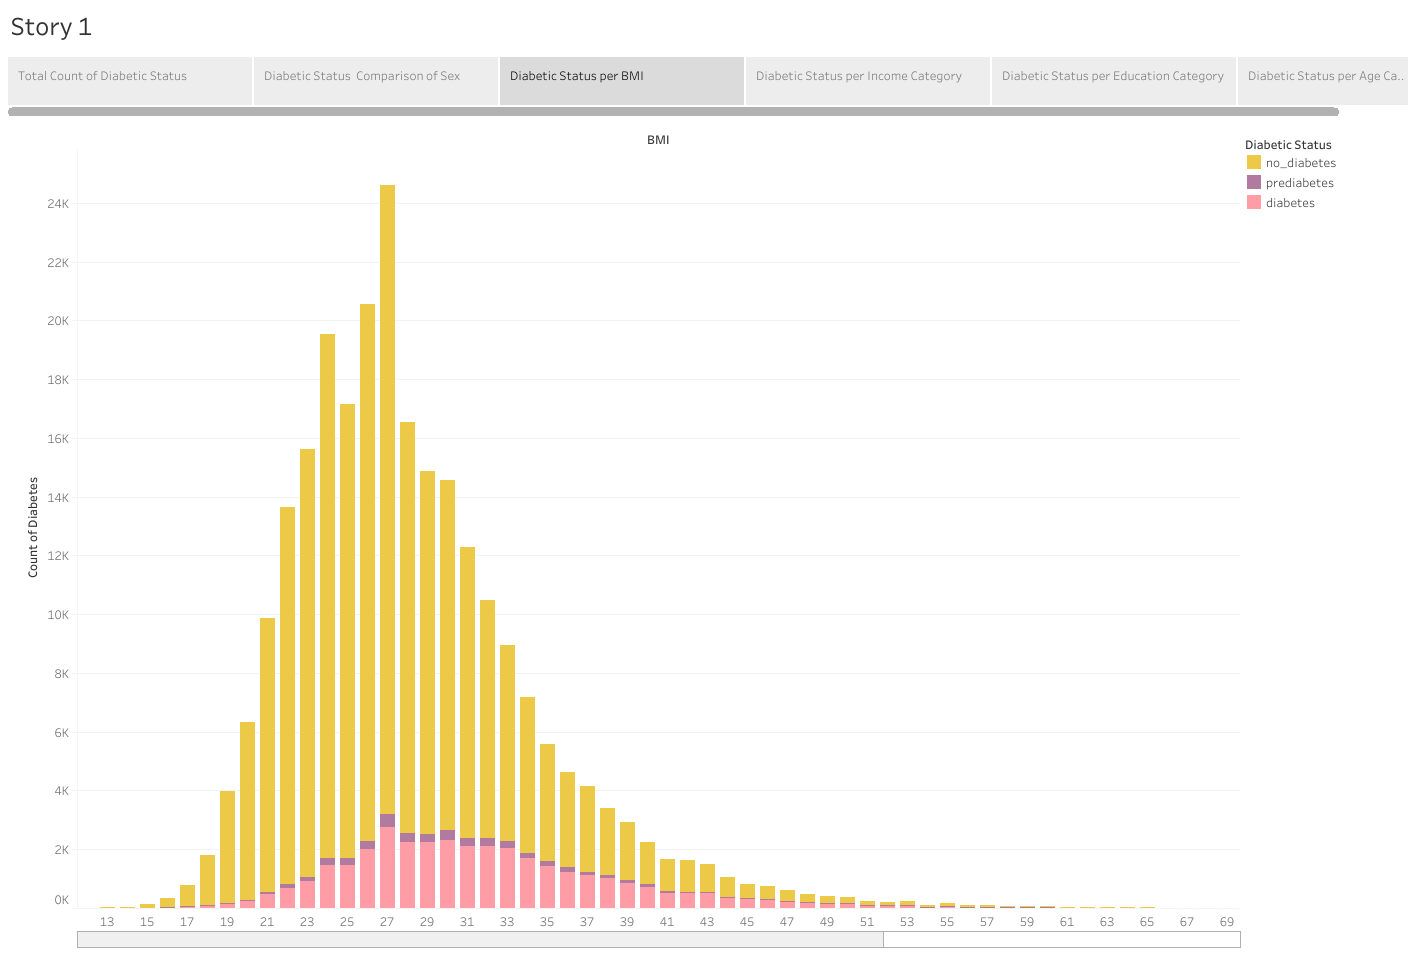 Story 1
Total Count of Diabetic Status
Diabetic Status  Comparison of Sex
Diabetic Status per BMI
Diabetic Status per Income Category
Diabetic Status per Education Category
Diabetic Status per Age Ca..
BMI
Diabetic Status
no_diabetes
prediabetes
diabetes
24K
22K
20K
18K
16K
14K
12K
10K
8K
6K
4K
2K
0K
Count of Diabetes
13 15 17 19 21 23 25 27 29 31 33 35 37 39 41 43 45 47 49 51 53 55 57 59 61 63 65 67 69